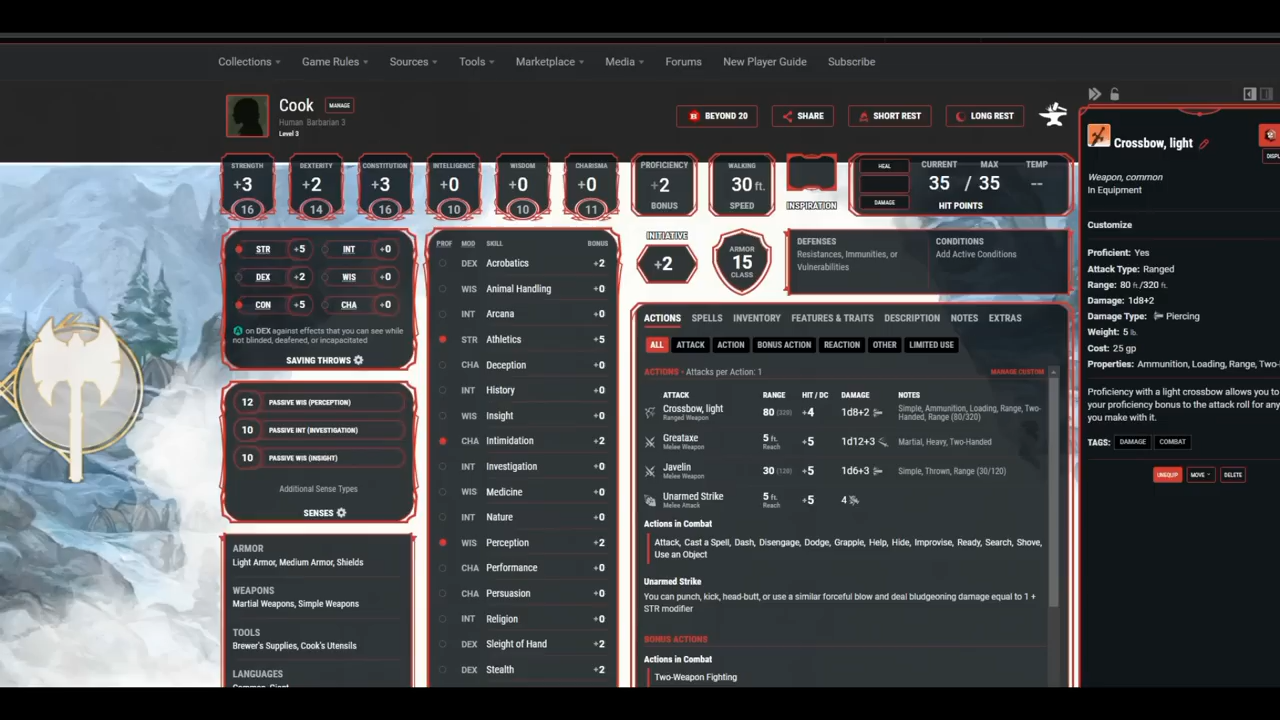 Collections Game Rules Sources Tools Marketplace Media Forums New Player Guide Subscribe
Cook MANAGE
Human Barbarian 3
Level 3
BEYOND 20 SHARE SHORT REST LONG REST
STRENGTH +3 16
DEXTERITY +2 14
CONSTITUTION +3 16
INTELLIGENCE +0 10
WISDOM +0 10
CHARISMA +0 11
PROFICIENCY +2 BONUS
WALKING 30 ft. SPEED
INSPIRATION
HEAL
DAMAGE
CURRENT MAX TEMP
35 / 35 --
HIT POINTS
STR +5 INT +0
DEX +2 WIS +0
CON +5 CHA +0
A on DEX against effects that you can see while
not blinded, deafened, or incapacitated
SAVING THROWS
12 PASSIVE WIS (PERCEPTION)
10 PASSIVE INT (INVESTIGATION)
10 PASSIVE WIS (INSIGHT)
Additional Sense Types
SENSES
ARMOR
Light Armor, Medium Armor, Shields
WEAPONS
Martial Weapons, Simple Weapons
TOOLS
Brewer's Supplies, Cook's Utensils
LANGUAGES
PROF MOD SKILL BONUS
DEX Acrobatics +2
WIS Animal Handling +0
INT Arcana +0
STR Athletics +5
CHA Deception +0
INT History +0
WIS Insight +0
CHA Intimidation +2
INT Investigation +0
WIS Medicine +0
INT Nature +0
WIS Perception +2
CHA Performance +0
CHA Persuasion +0
INT Religion +0
DEX Sleight of Hand +2
DEX Stealth +2
INITIATIVE
+2
ARMOR
15
CLASS
DEFENSES
Resistances, Immunities, or
Vulnerabilities
CONDITIONS
Add Active Conditions
ACTIONS SPELLS INVENTORY FEATURES & TRAITS DESCRIPTION NOTES EXTRAS
ALL ATTACK ACTION BONUS ACTION REACTION OTHER LIMITED USE
ACTIONS • Attacks per Action: 1 MANAGE CUSTOM
ATTACK RANGE HIT / DC DAMAGE NOTES
Crossbow, light 80 (320) +4 1d8+2 Simple, Ammunition, Loading, Range, Two-
Ranged Weapon Handed, Range (80/320)
Greataxe 5 ft. +5 1d12+3 Martial, Heavy, Two-Handed
Melee Weapon Reach
Javelin 30 (120) +5 1d6+3 Simple, Thrown, Range (30/120)
Melee Weapon
Unarmed Strike 5 ft. +5 4
Melee Attack Reach
Actions in Combat
Attack, Cast a Spell, Dash, Disengage, Dodge, Grapple, Help, Hide, Improvise, Ready, Search, Shove,
Use an Object
Unarmed Strike
You can punch, kick, head-butt, or use a similar forceful blow and deal bludgeoning damage equal to 1 +
STR modifier
BONUS ACTIONS
Actions in Combat
Two-Weapon Fighting
Crossbow, light
Weapon, common
In Equipment
Customize
Proficient: Yes
Attack Type: Ranged
Range: 80 ft/320 ft.
Damage: 1d8+2
Damage Type: Piercing
Weight: 5 lb.
Cost: 25 gp
Properties: Ammunition, Loading, Range, Two-
Proficiency with a light crossbow allows you to
your proficiency bonus to the attack roll for any
you make with it.
TAGS: DAMAGE COMBAT
UNEQUIP MOVE DELETE